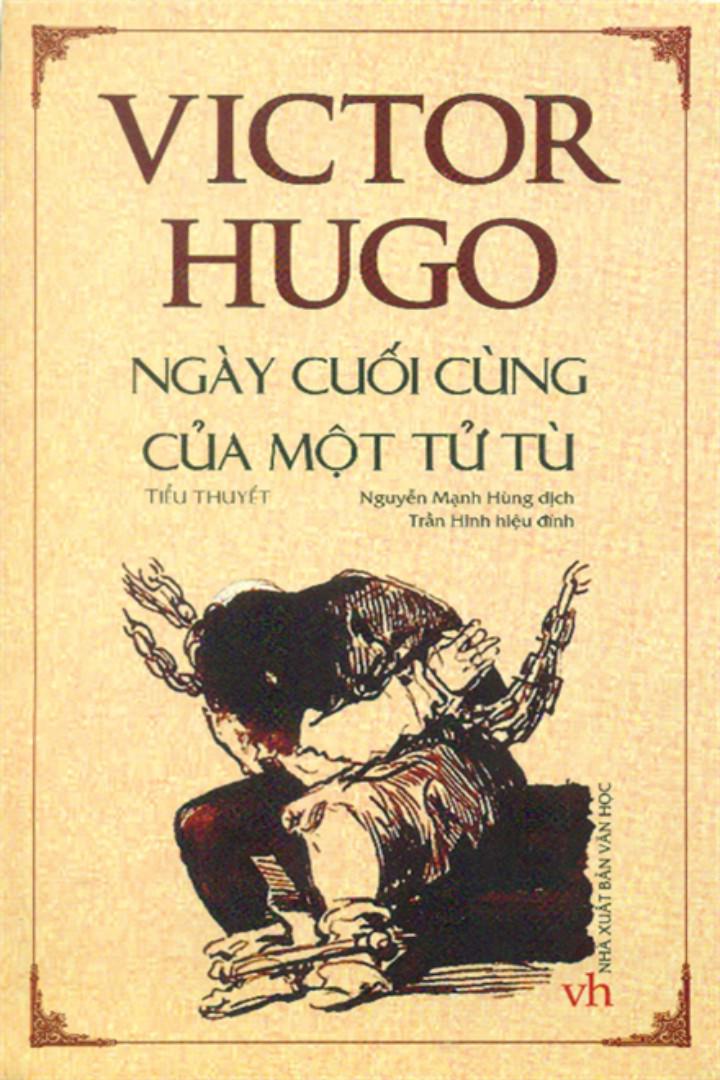 VICTOR
HUGO
NGÀY CUỐI CÙNG
CỦA MỘT TỬ TÙ
TIỂU THUYẾT
Nguyễn Mạnh Hùng dịch
Trần Hinh hiệu đính
NHÀ XUẤT BẢN VĂN HỌC
vh